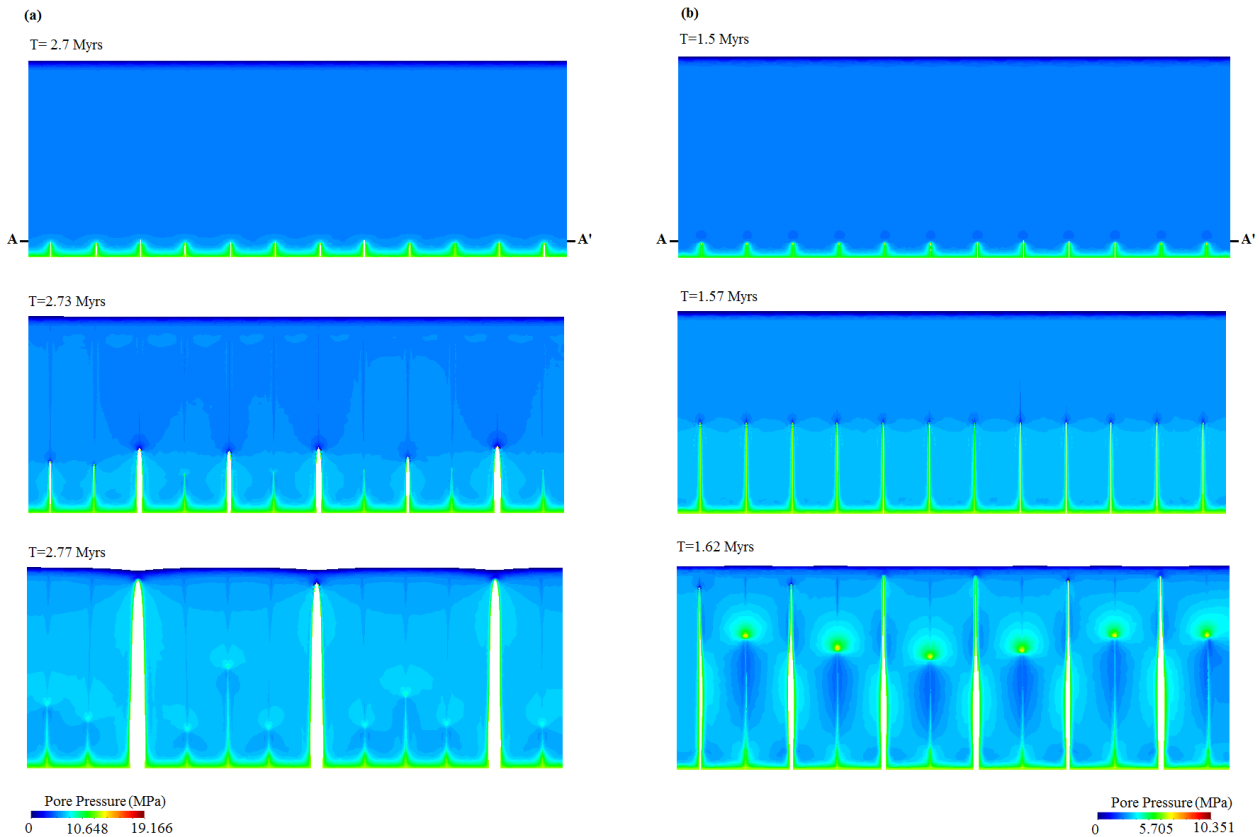 (a)
T= 2.7 Myrs
A
A'
T=2.73 Myrs
T=2.77 Myrs
Pore Pressure (MPa)
0 10.648 19.166
(b)
T=1.5 Myrs
A
A'
T=1.57 Myrs
T=1.62 Myrs
Pore Pressure (MPa)
0 5.705 10.351